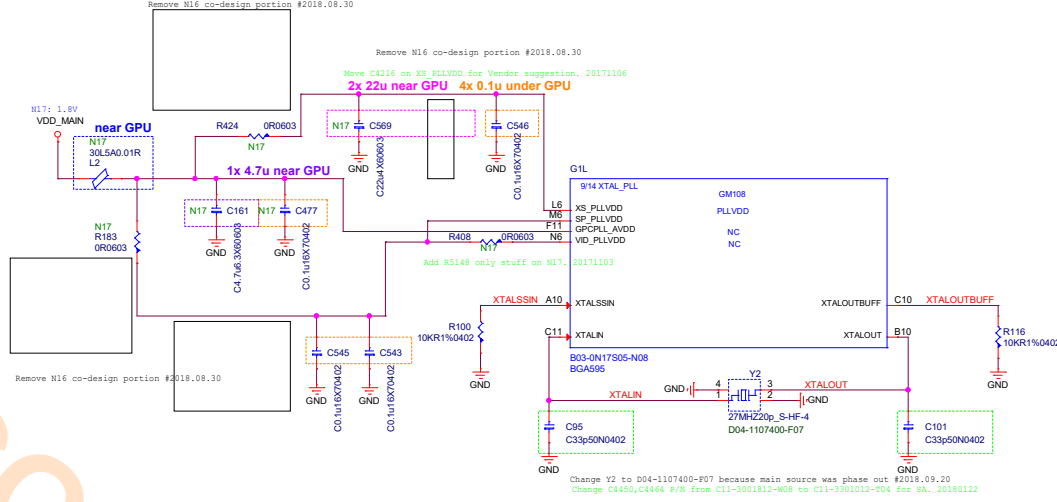 Remove N16 co-design portion #2018.08.30
Remove N16 co-design portion #2018.08.30
Move C4216 on XS_PLLVDD for Vendor suggestion. 20171106
2x 22u near GPU
4x 0.1u under GPU
N17: 1.8V
VDD_MAIN
near GPU
N17
30L5A0.01R
L2
R424
0R0603
N17
N17
C569
C22u4X60603
GND
C546
C0.1u16X70402
GND
1x 4.7u near GPU
N17
C161
C4.7u6.3X60603
GND
N17
C477
C0.1u16X70402
GND
N17
R183
0R0603
G1L
9/14 XTAL_PLL
GM108
PLLVDD
NC
NC
L6
XS_PLLVDD
M6
SP_PLLVDD
F11
GPCPLL_AVDD
N6
VID_PLLVDD
R408
0R0603
N17
Add R5148 only stuff on N17. 20171103
XTALSSIN
A10
XTALSSIN
XTALOUTBUFF
C10
XTALOUTBUFF
C11
XTALIN
XTALOUT
B10
R100
10KR1%0402
GND
R116
10KR1%0402
GND
B03-0N17S05-N08
BGA595
C545
C0.1u16X70402
GND
C543
C0.1u16X70402
GND
Remove N16 co-design portion #2018.08.30
Y2
GND
4
3
XTALOUT
XTALIN
1
2
GND
27MHZ20p_S-HF-4
D04-1107400-F07
C95
C33p50N0402
GND
C101
C33p50N0402
GND
Change Y2 to D04-1107400-F07 because main source was phase out #2018.09.20
Change C4450,C4464 P/N from C11-3001812-W08 to C11-3301012-T04 for SA. 20180122